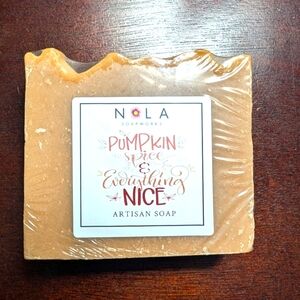 NOLA
SOAPWORKS
PUMPKIN
spice
&
Everything
NICE
ARTISAN SOAP